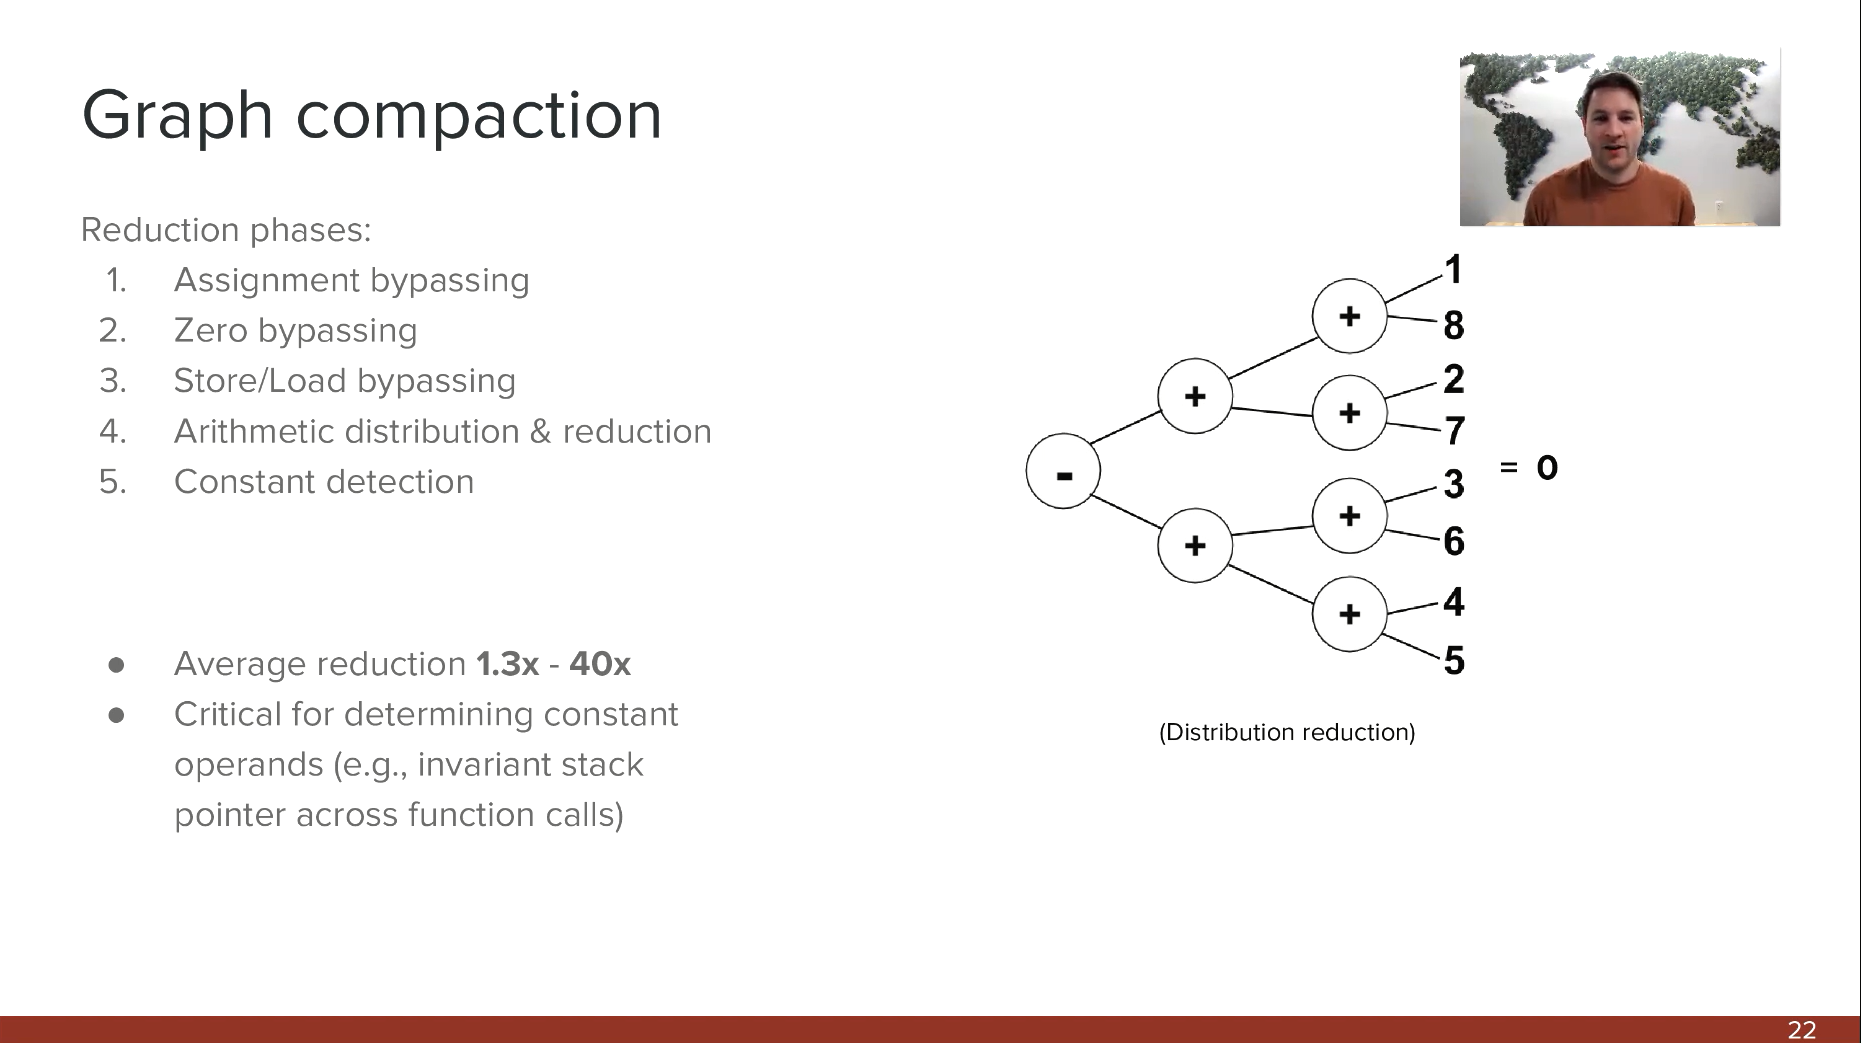 Graph compaction
Reduction phases:
1. Assignment bypassing
2. Zero bypassing
3. Store/Load bypassing
4. Arithmetic distribution & reduction
5. Constant detection
● Average reduction 1.3x - 40x
● Critical for determining constant
operands (e.g., invariant stack
pointer across function calls)
1
+
8
+
2
+
7
-
= 0
3
+
6
+
4
+
5
(Distribution reduction)
22